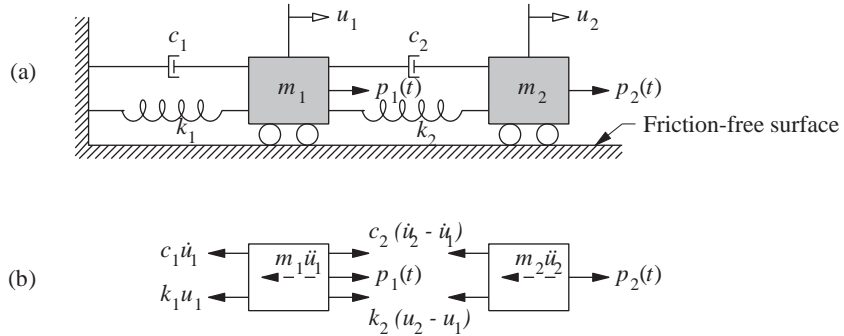 u₁
u₂
c₁
c₂
(a)
m₁
p₁(t)
m₂
p₂(t)
k₁
k₂
Friction-free surface
c₁u̇₁
c₂ (u̇₂ - u̇₁)
(b)
m₁ü₁
p₁(t)
m₂ü₂
p₂(t)
k₁u₁
k₂ (u₂ - u₁)